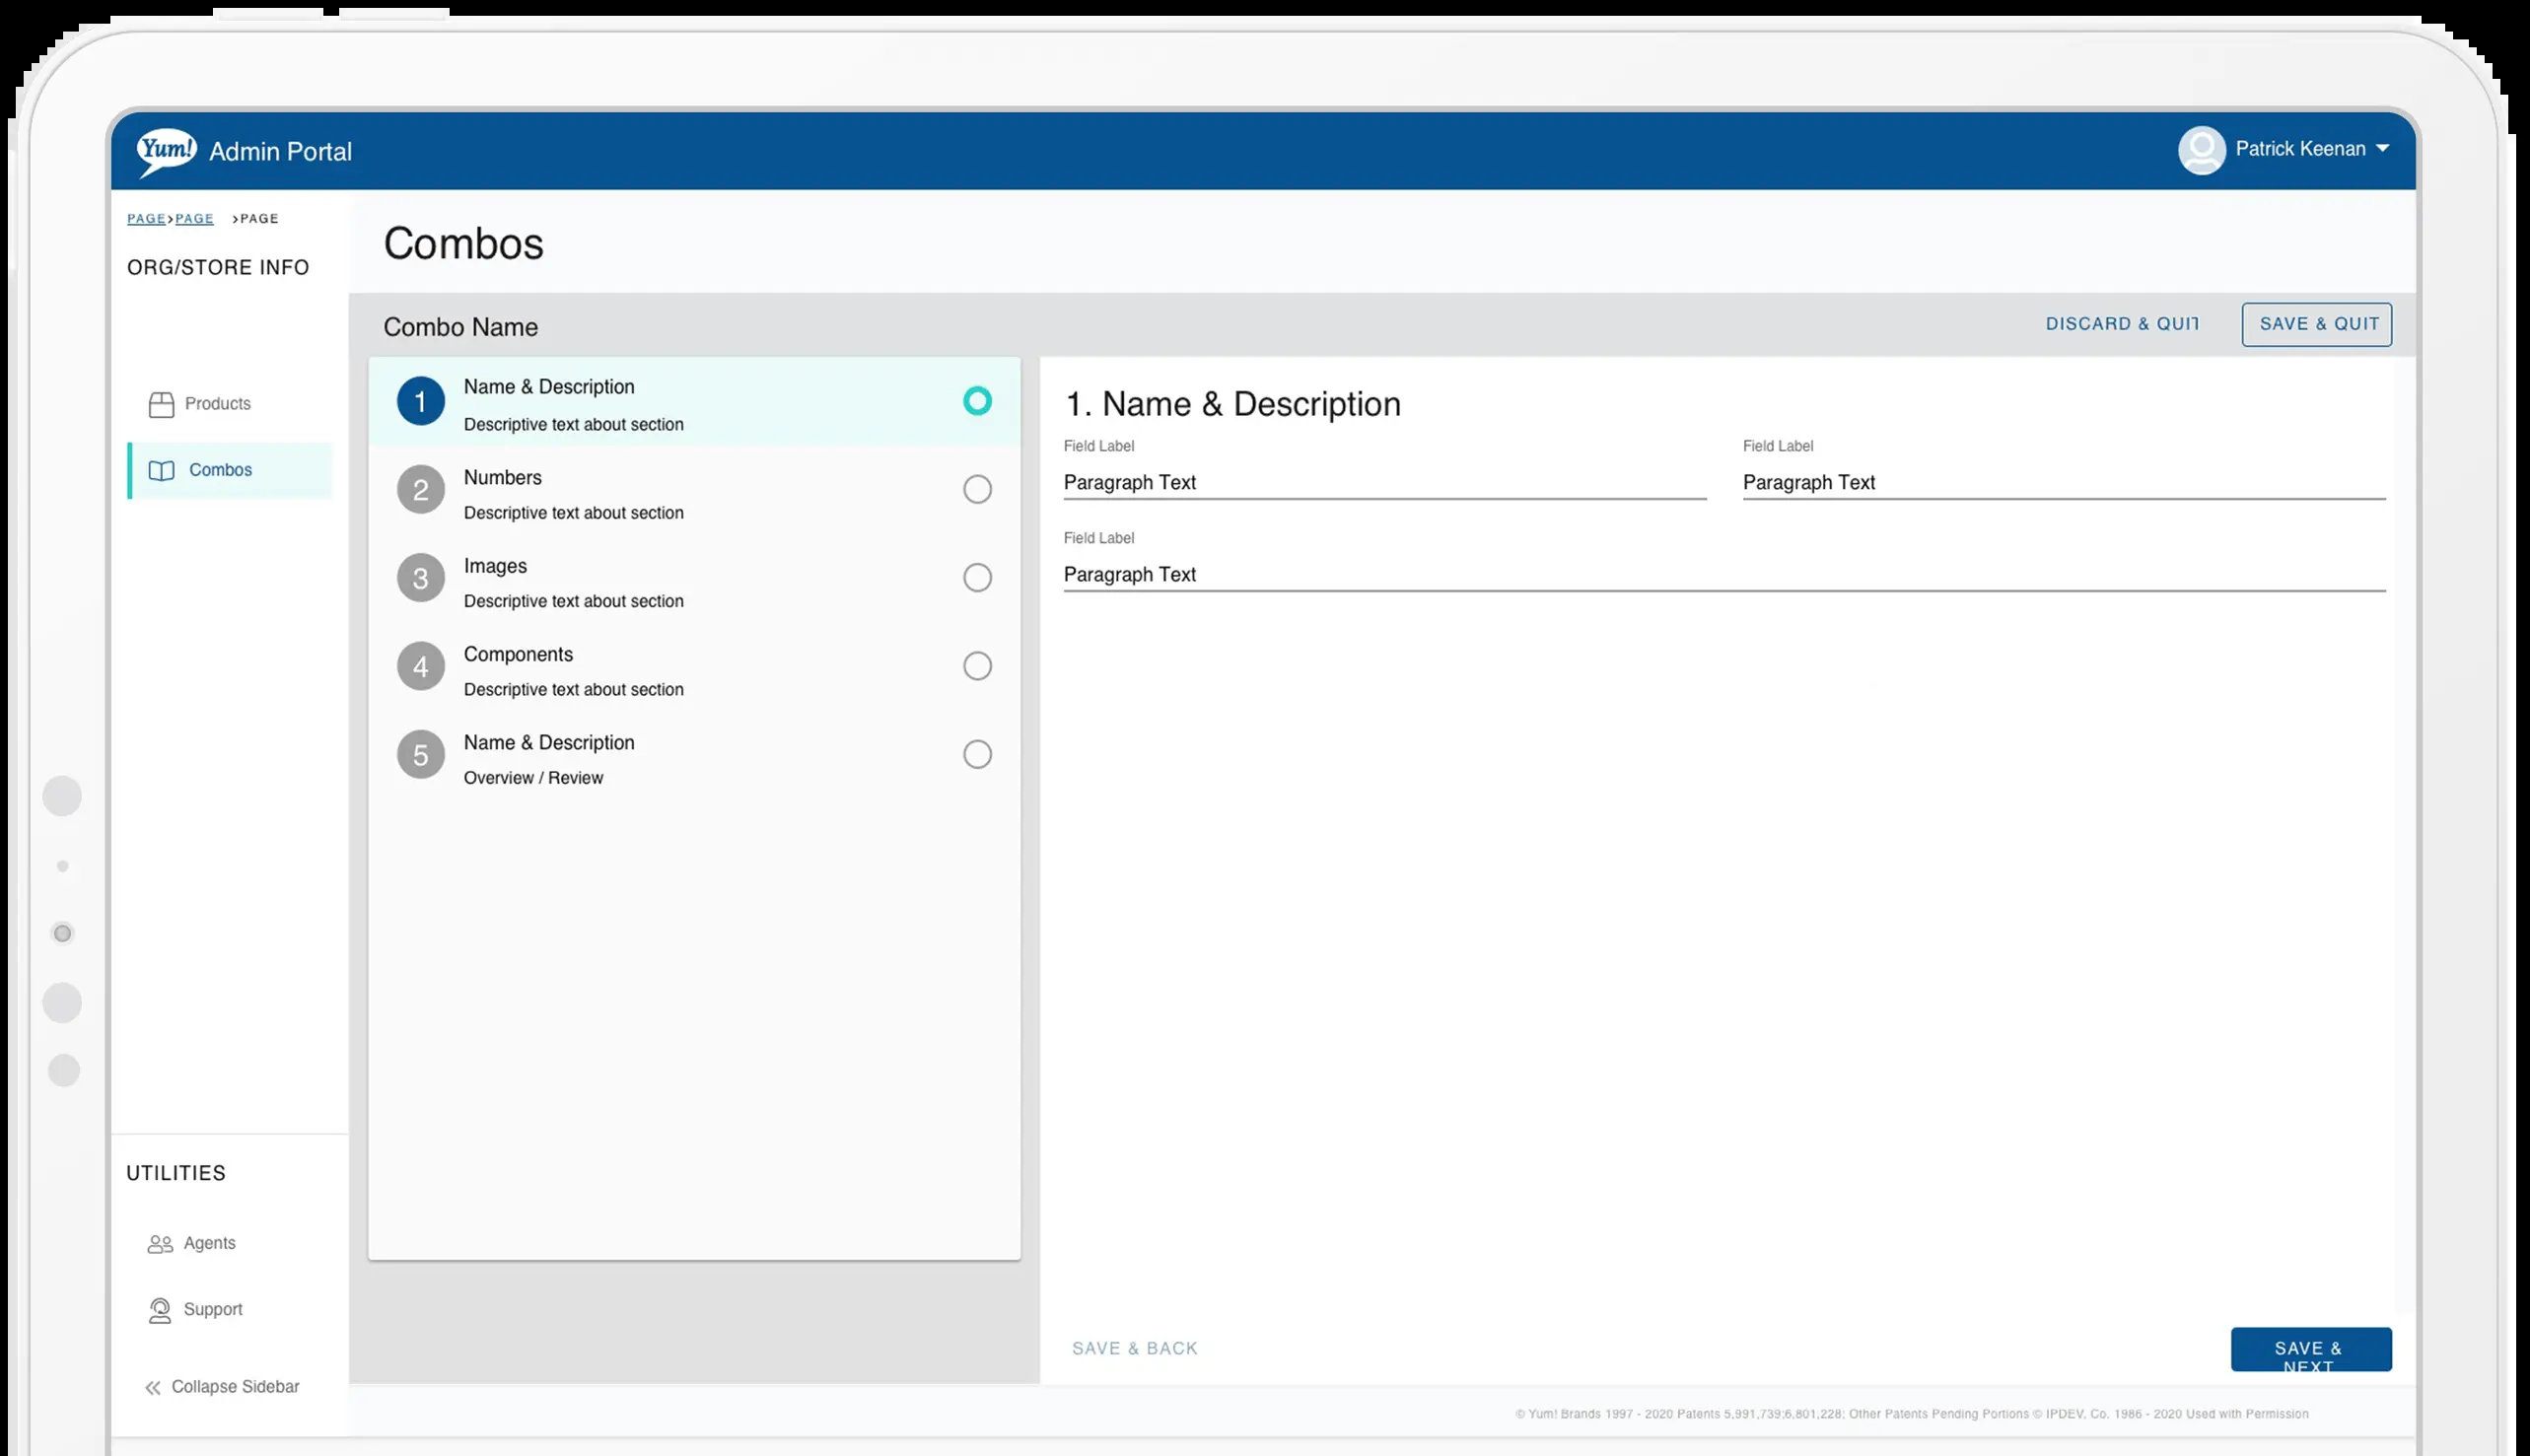 Yum! Admin Portal
Patrick Keenan
PAGE>PAGE >PAGE
ORG/STORE INFO
Products
Combos
UTILITIES
Agents
Support
Collapse Sidebar
Combos
Combo Name
DISCARD & QUIT
SAVE & QUIT
1 Name & Description
Descriptive text about section
2 Numbers
Descriptive text about section
3 Images
Descriptive text about section
4 Components
Descriptive text about section
5 Name & Description
Overview / Review
1. Name & Description
Field Label
Paragraph Text
Field Label
Paragraph Text
Field Label
Paragraph Text
SAVE & BACK
SAVE &
NEXT
© Yum! Brands 1997 - 2020 Patents 5,991,739;6,801,228; Other Patents Pending Portions © IPDEV, Co. 1986 - 2020 Used with Permission